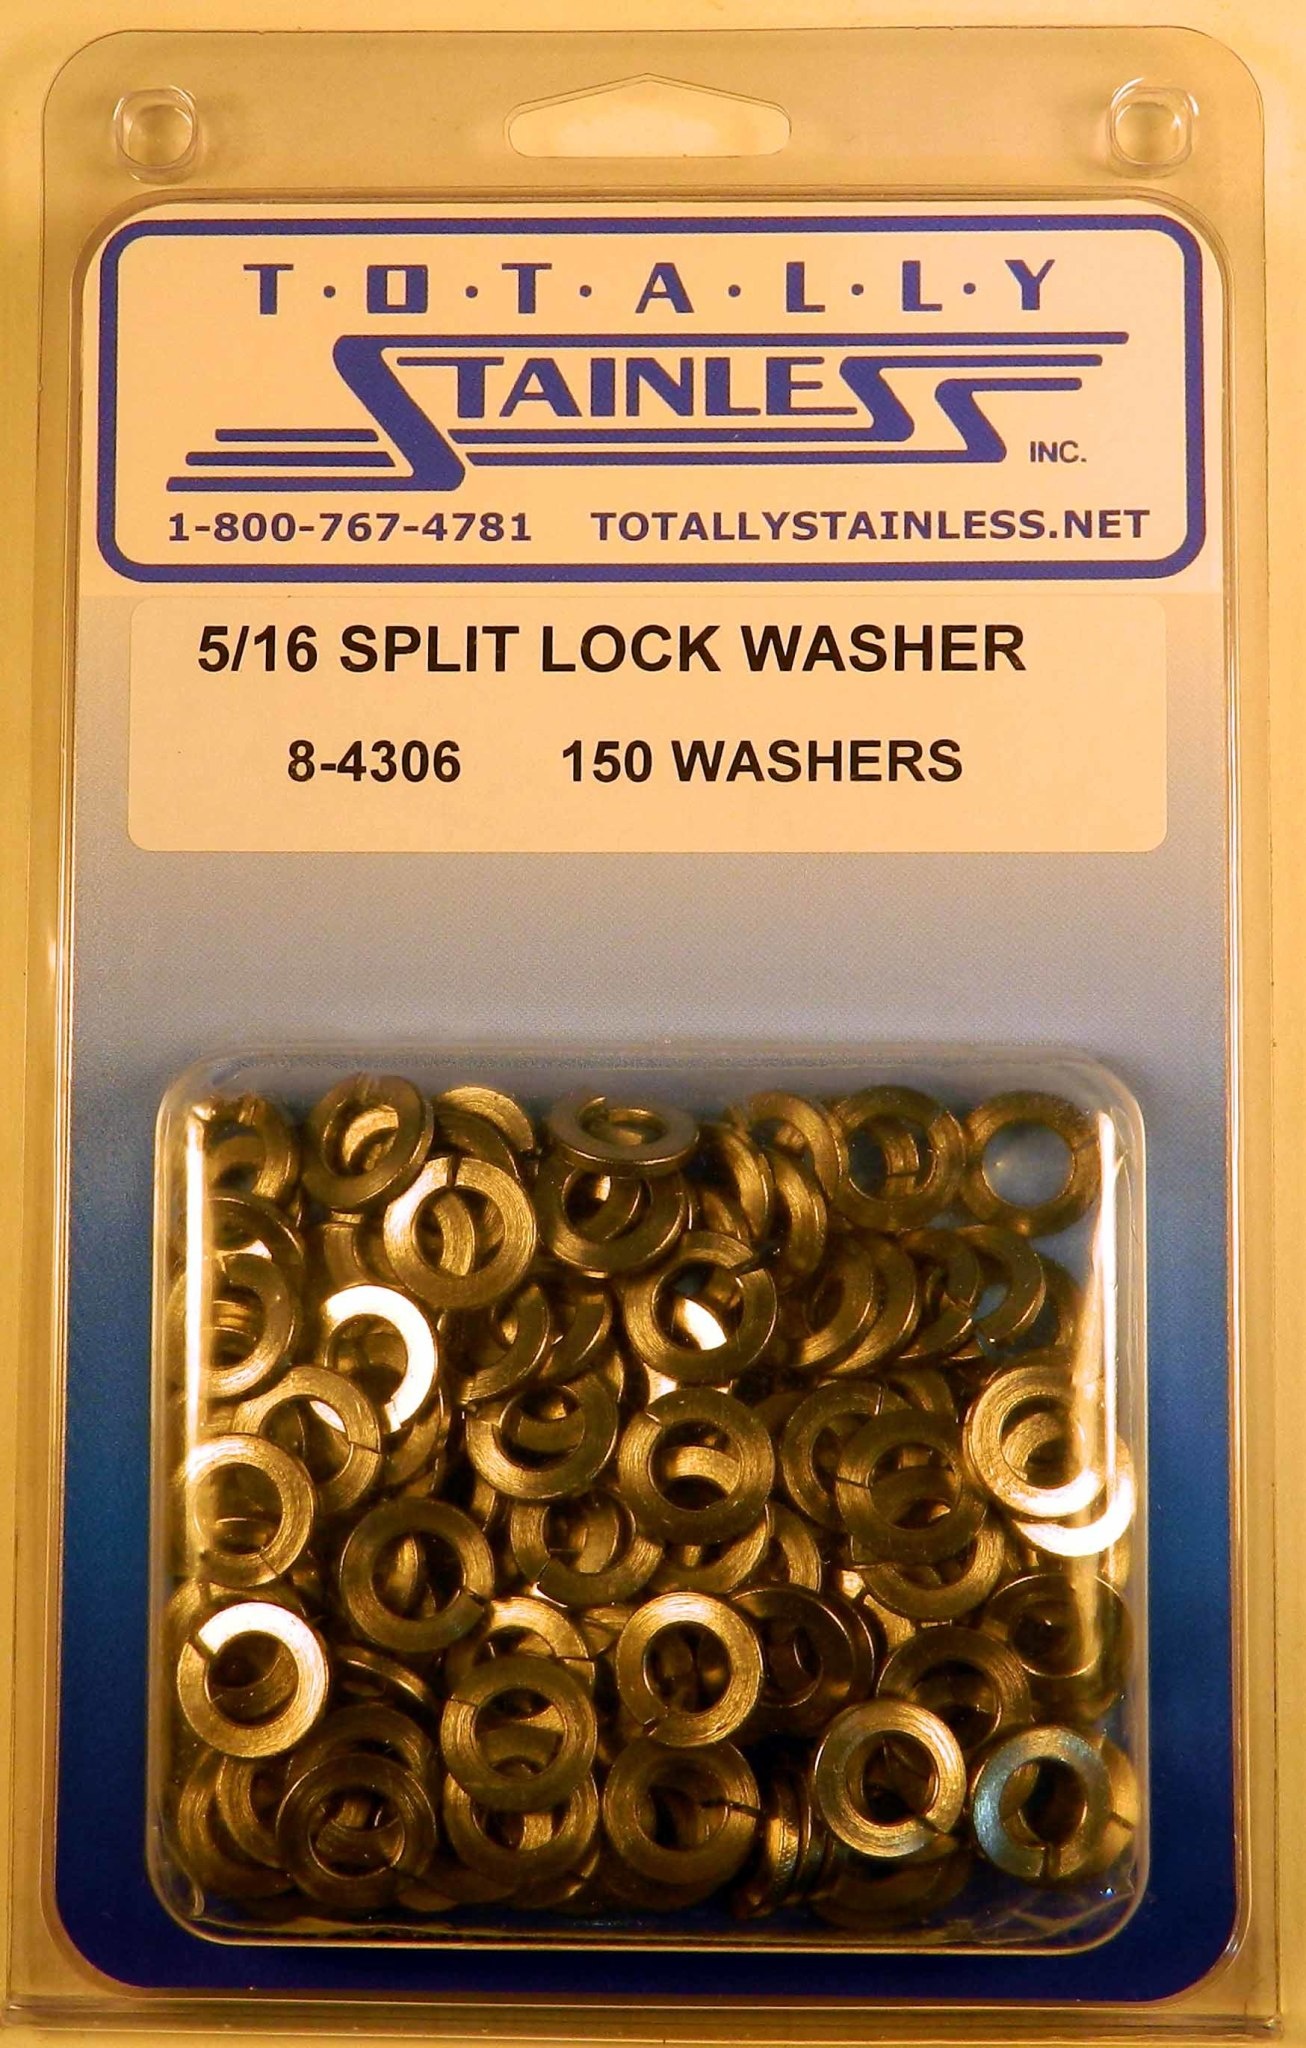 T·O·T·A·L·L·Y
STAINLESS INC.
1-800-767-4781 TOTALLYSTAINLESS.NET
5/16 SPLIT LOCK WASHER
8-4306 150 WASHERS